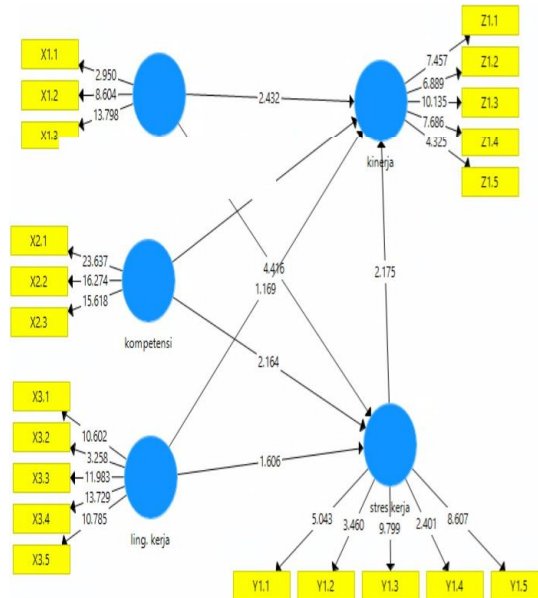 X1.1
X1.2
X1.3
2.950
8.604
13.798
2.432
Z1.1
Z1.2
Z1.3
Z1.4
Z1.5
7.457
6.889
10.135
7.686
4.325
kinerja
X2.1
X2.2
X2.3
23.637
16.274
15.618
kompetensi
4.416
1.169
2.175
2.164
X3.1
X3.2
X3.3
X3.4
X3.5
10.602
3.258
11.983
13.729
10.785
ling. kerja
1.606
stres kerja
5.043
3.460
9.799
2.401
8.607
Y1.1
Y1.2
Y1.3
Y1.4
Y1.5